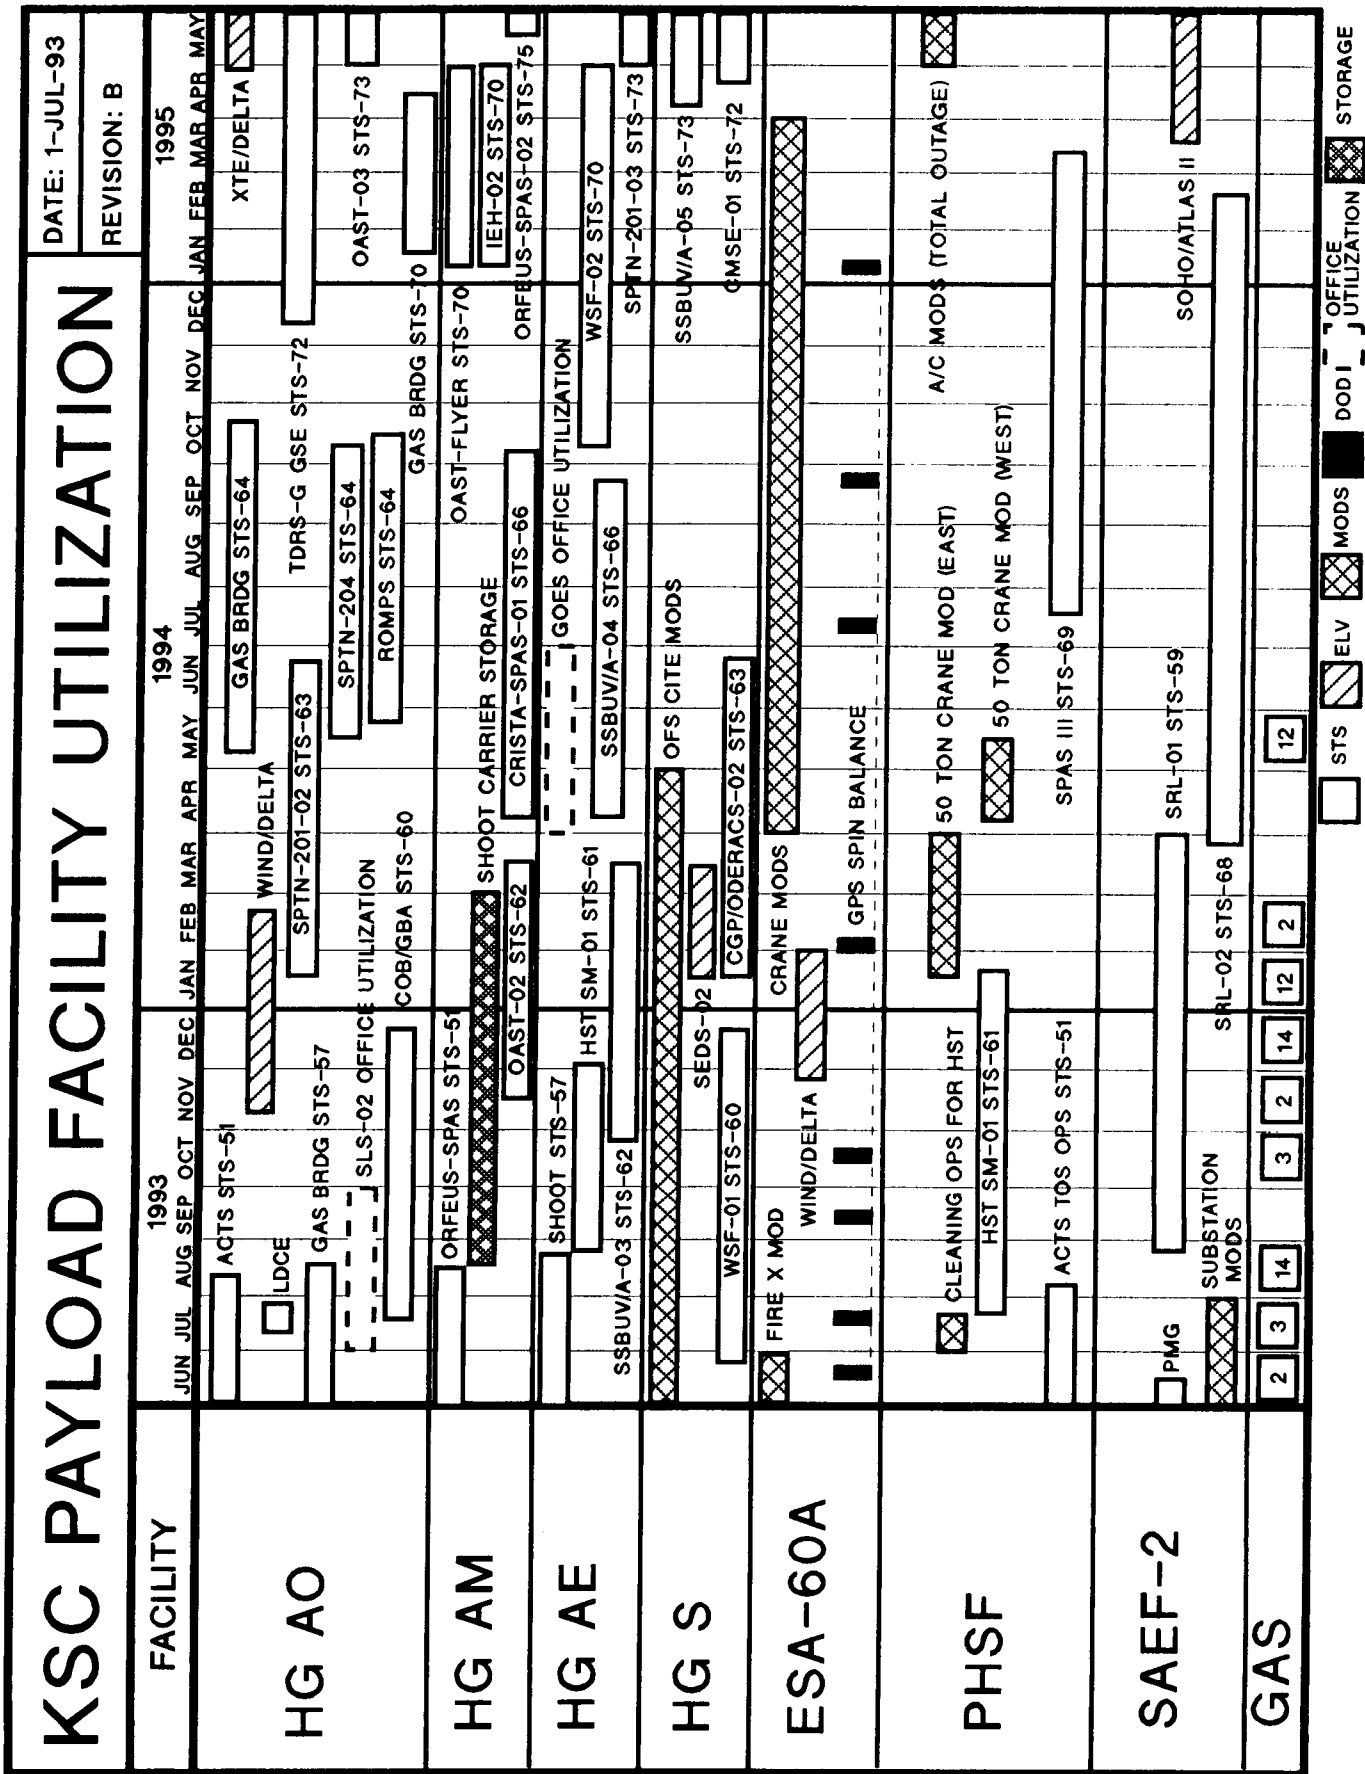 KSC PAYLOAD FACILITY UTILIZATION
DATE: 1-JUL-93
REVISION: B
FACILITY
1993
1994
1995
JUN JUL AUG SEP OCT NOV DEC JAN FEB MAR APR MAY JUN JUL AUG SEP OCT NOV DEC JAN FEB MAR APR MAY
HG AO
ACTS STS-51
WIND/DELTA
GAS BRDG STS-64
XTE/DELTA
LDCE
SPTN-201-02 STS-63
TDRS-G GSE STS-72
GAS BRDG STS-57
SPTN-204 STS-64
OAST-03 STS-73
SLS-02 OFFICE UTILIZATION
ROMPS STS-64
COB/GBA STS-60
GAS BRDG STS-70
HG AM
ORFEUS-SPAS STS-51
OAST-FLYER STS-70
SHOOT CARRIER STORAGE
IEH-02 STS-70
OAST-02 STS-62
CRISTA-SPAS-01 STS-66
ORFEUS-SPAS-02 STS-75
HG AE
SHOOT STS-57
GOES OFFICE UTILIZATION
HST SM-01 STS-61
WSF-02 STS-70
SSBUV/A-03 STS-62
SSBUV/A-04 STS-66
SPTN-201-03 STS-73
HG S
OFS CITE MODS
SSBUV/A-05 STS-73
SEDS-02
WSF-01 STS-60
CGP/ODERACS-02 STS-63
CMSE-01 STS-72
ESA-60A
FIRE X MOD
CRANE MODS
WIND/DELTA
GPS SPIN BALANCE
PHSF
CLEANING OPS FOR HST
50 TON CRANE MOD (EAST)
A/C MODS (TOTAL OUTAGE)
HST SM-01 STS-61
50 TON CRANE MOD (WEST)
ACTS TOS OPS STS-51
SPAS III STS-69
SAEF-2
PMG
SRL-01 STS-59
SOHO/ATLAS II
SUBSTATION
MODS
SRL-02 STS-68
GAS
2 3 14 3 2 14 12 2 12
STS
ELV
MODS
DODI
OFFICE
UTILIZATION
STORAGE